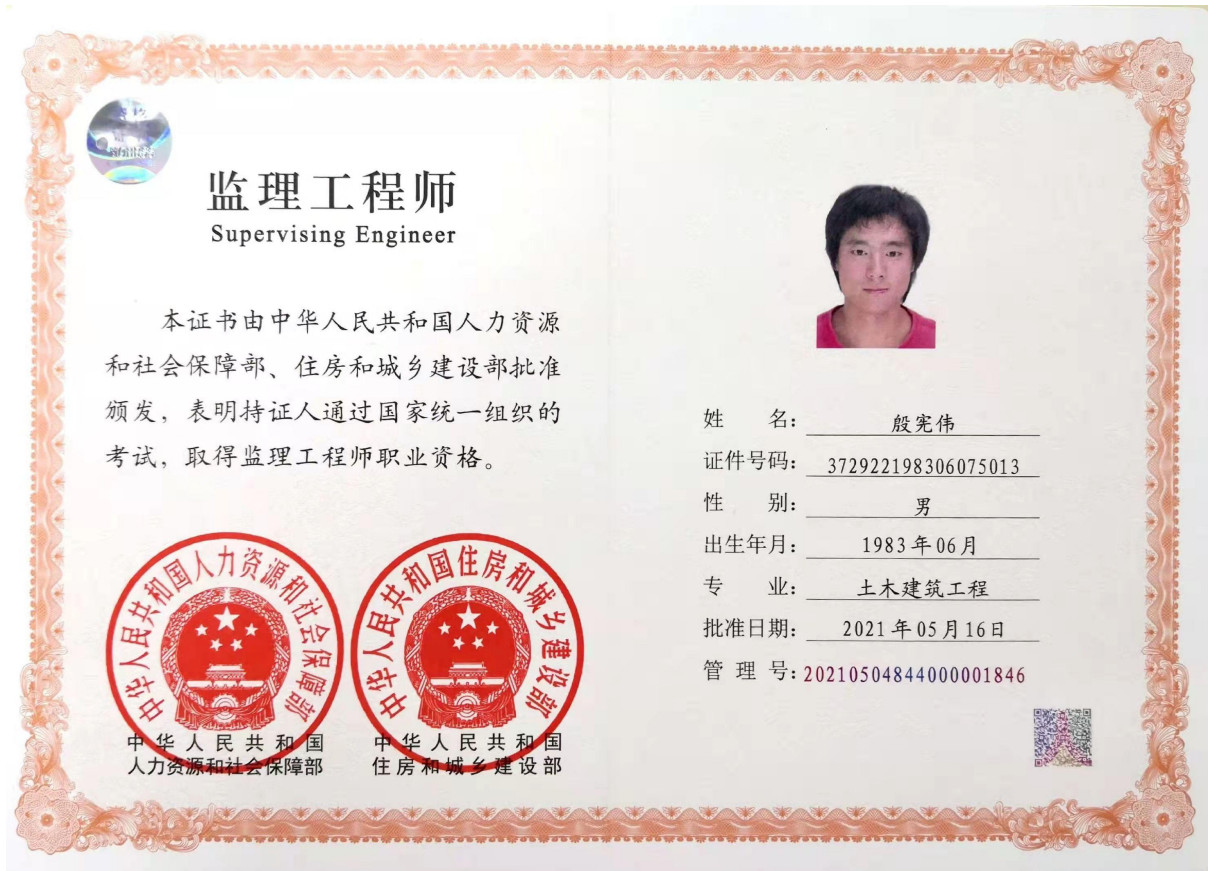 监理工程师
Supervising Engineer
本证书由中华人民共和国人力资源
和社会保障部、住房和城乡建设部批准
颁发，表明持证人通过国家统一组织的
考试，取得监理工程师职业资格。
中华人民共和国人力资源和社会保障部
中华人民共和国住房和城乡建设部
中华人民共和国
人力资源和社会保障部
中华人民共和国
住房和城乡建设部
姓 名： 殷宪伟
证件号码： 372922198306075013
性 别： 男
出生年月： 1983年06月
专 业： 土木建筑工程
批准日期： 2021年05月16日
管 理 号：20210504844000001846